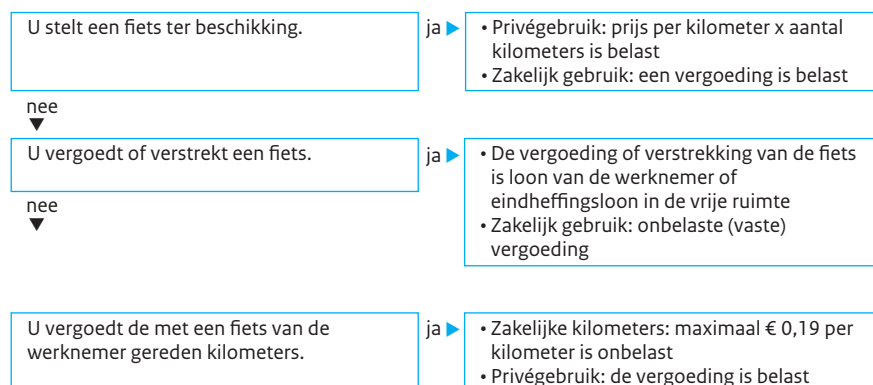 U stelt een fiets ter beschikking.
ja ▶
• Privégebruik: prijs per kilometer x aantal
kilometers is belast
• Zakelijk gebruik: een vergoeding is belast
nee
▼
U vergoedt of verstrekt een fiets.
ja ▶
• De vergoeding of verstrekking van de fiets
is loon van de werknemer of
eindheffingsloon in de vrije ruimte
• Zakelijk gebruik: onbelaste (vaste)
vergoeding
nee
▼
U vergoedt de met een fiets van de
werknemer gereden kilometers.
ja ▶
• Zakelijke kilometers: maximaal € 0,19 per
kilometer is onbelast
• Privégebruik: de vergoeding is belast